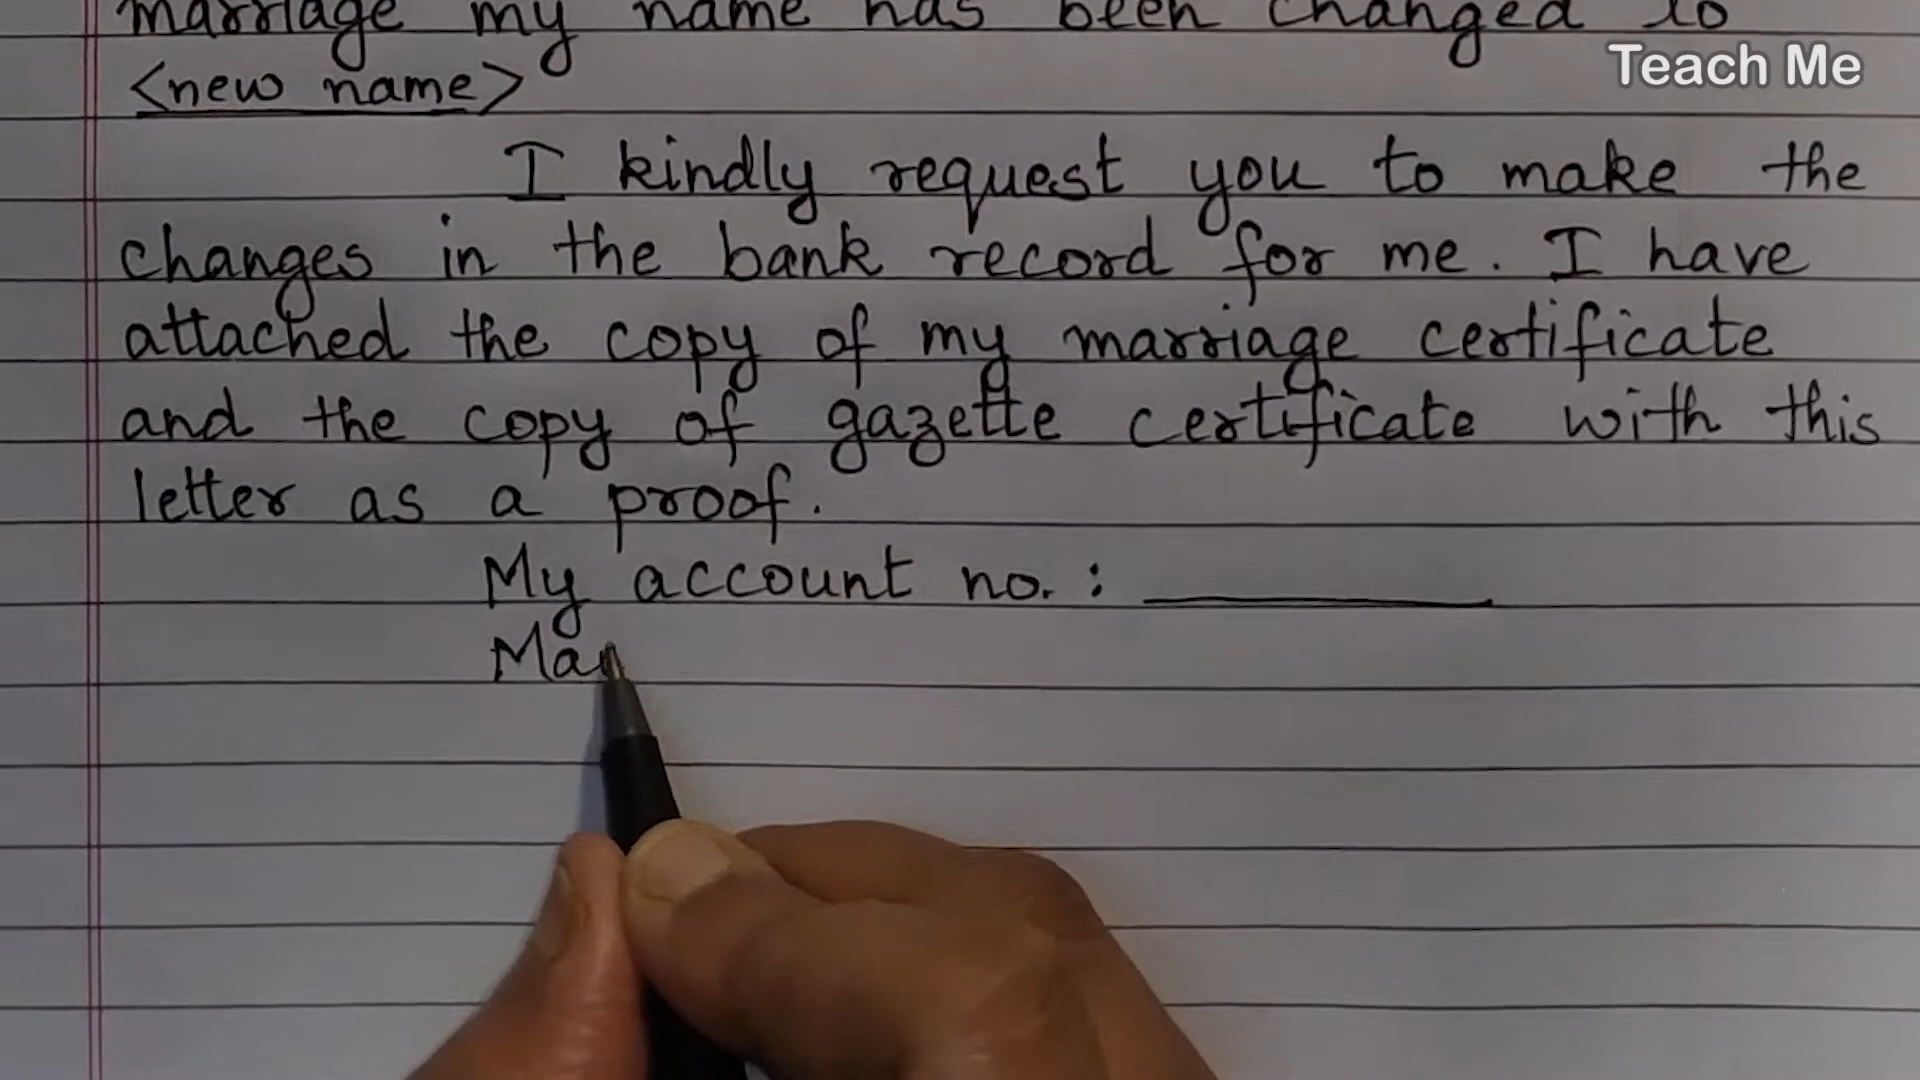 marriage my name has been changed to
Teach Me
<new name>
I kindly request you to make the
changes in the bank record for me. I have
attached the copy of my marriage certificate
and the copy of gazette certificate with this
letter as a proof.
My account no. :